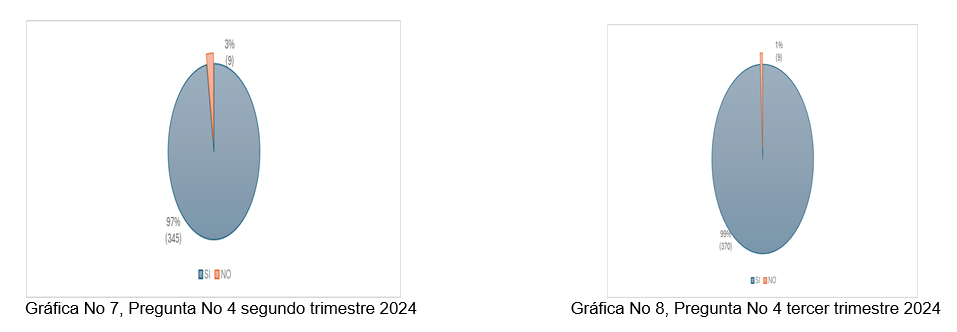 3%
(9)
97%
(345)
SI NO
Gráfica No 7, Pregunta No 4 segundo trimestre 2024
1%
(9)
99%
(370)
SI NO
Gráfica No 8, Pregunta No 4 tercer trimestre 2024